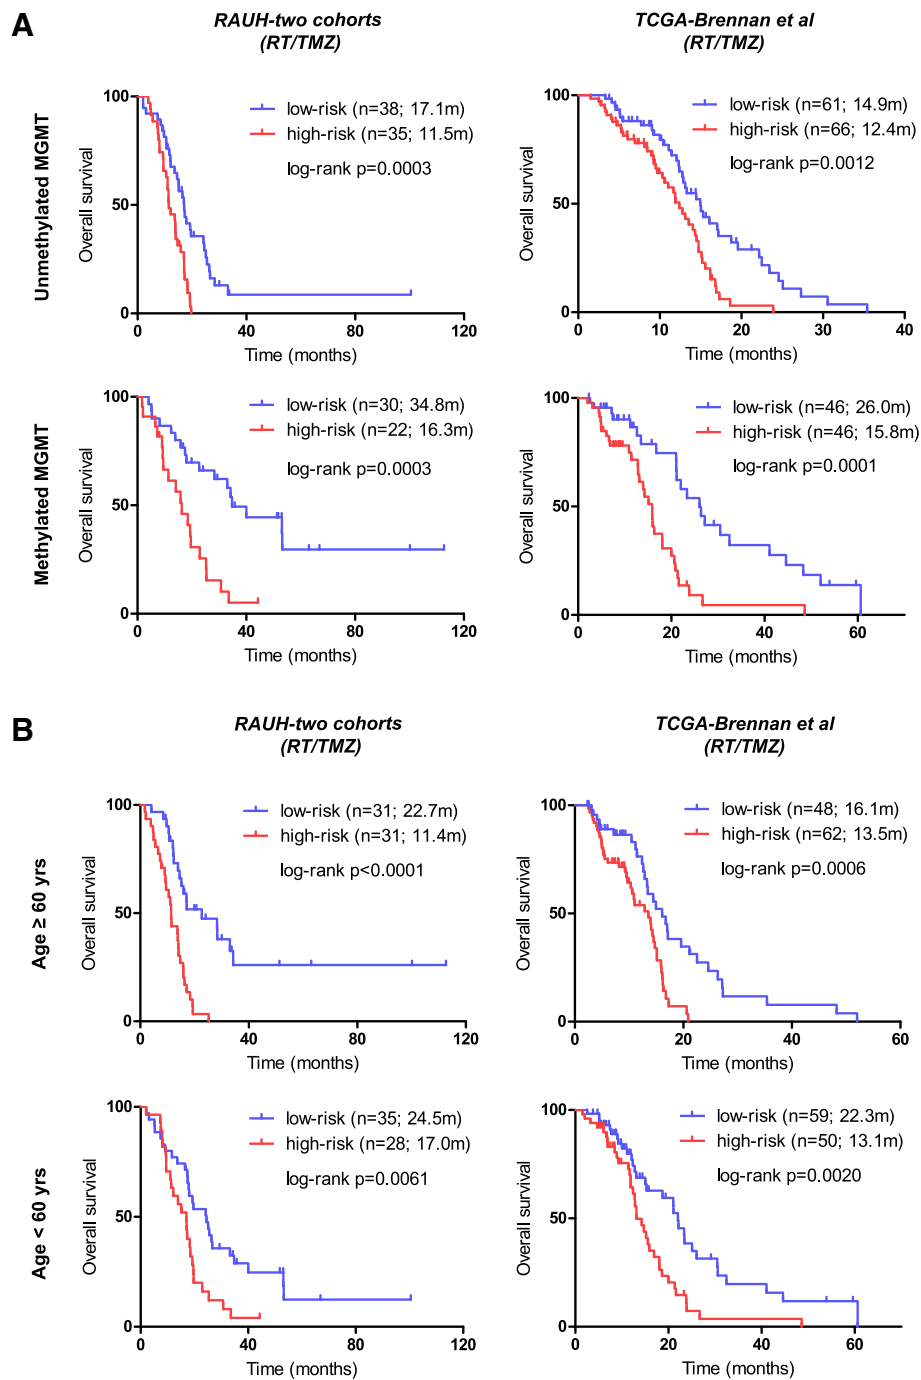 A
RAUH-two cohorts
(RT/TMZ)
TCGA-Brennan et al
(RT/TMZ)
Unmethylated MGMT
Overall survival
100
50
0
low-risk (n=38; 17.1m)
high-risk (n=35; 11.5m)
log-rank p=0.0003
0 40 80 120
Time (months)
Overall survival
100
50
0
low-risk (n=61; 14.9m)
high-risk (n=66; 12.4m)
log-rank p=0.0012
0 10 20 30 40
Time (months)
Methylated MGMT
Overall survival
100
50
0
low-risk (n=30; 34.8m)
high-risk (n=22; 16.3m)
log-rank p=0.0003
0 40 80 120
Time (months)
Overall survival
100
50
0
low-risk (n=46; 26.0m)
high-risk (n=46; 15.8m)
log-rank p=0.0001
0 20 40 60
Time (months)
B
RAUH-two cohorts
(RT/TMZ)
TCGA-Brennan et al
(RT/TMZ)
Age ≥ 60 yrs
Overall survival
100
50
0
low-risk (n=31; 22.7m)
high-risk (n=31; 11.4m)
log-rank p<0.0001
0 40 80 120
Time (months)
Overall survival
100
50
0
low-risk (n=48; 16.1m)
high-risk (n=62; 13.5m)
log-rank p=0.0006
0 20 40 60
Time (months)
Age < 60 yrs
Overall survival
100
50
0
low-risk (n=35; 24.5m)
high-risk (n=28; 17.0m)
log-rank p=0.0061
0 40 80 120
Time (months)
Overall survival
100
50
0
low-risk (n=59; 22.3m)
high-risk (n=50; 13.1m)
log-rank p=0.0020
0 20 40 60
Time (months)